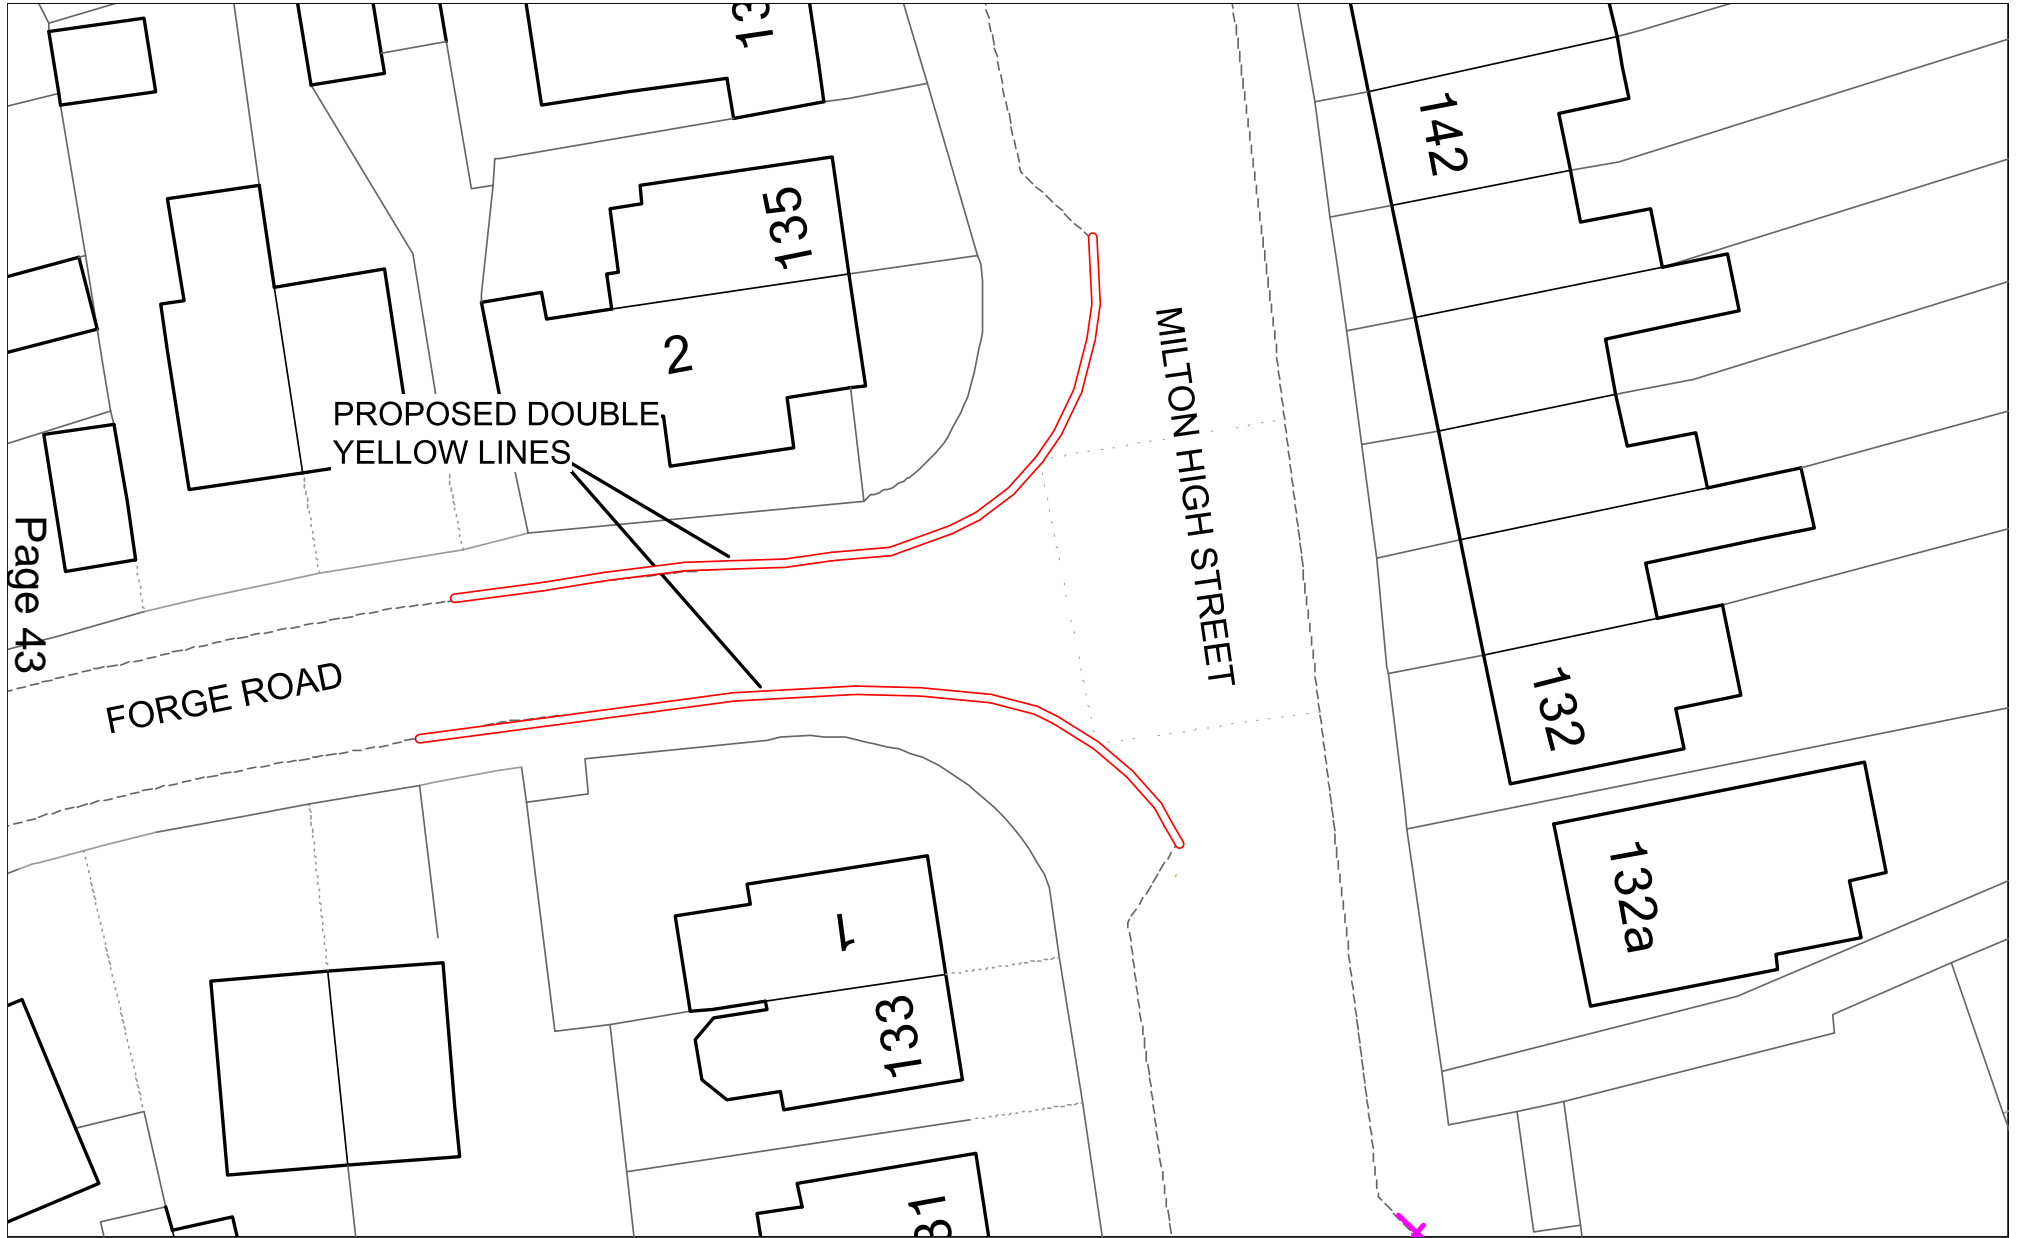 142
135
2
MILTON HIGH STREET
PROPOSED DOUBLE
YELLOW LINES
Page 43
FORGE ROAD
132
132a
1
133